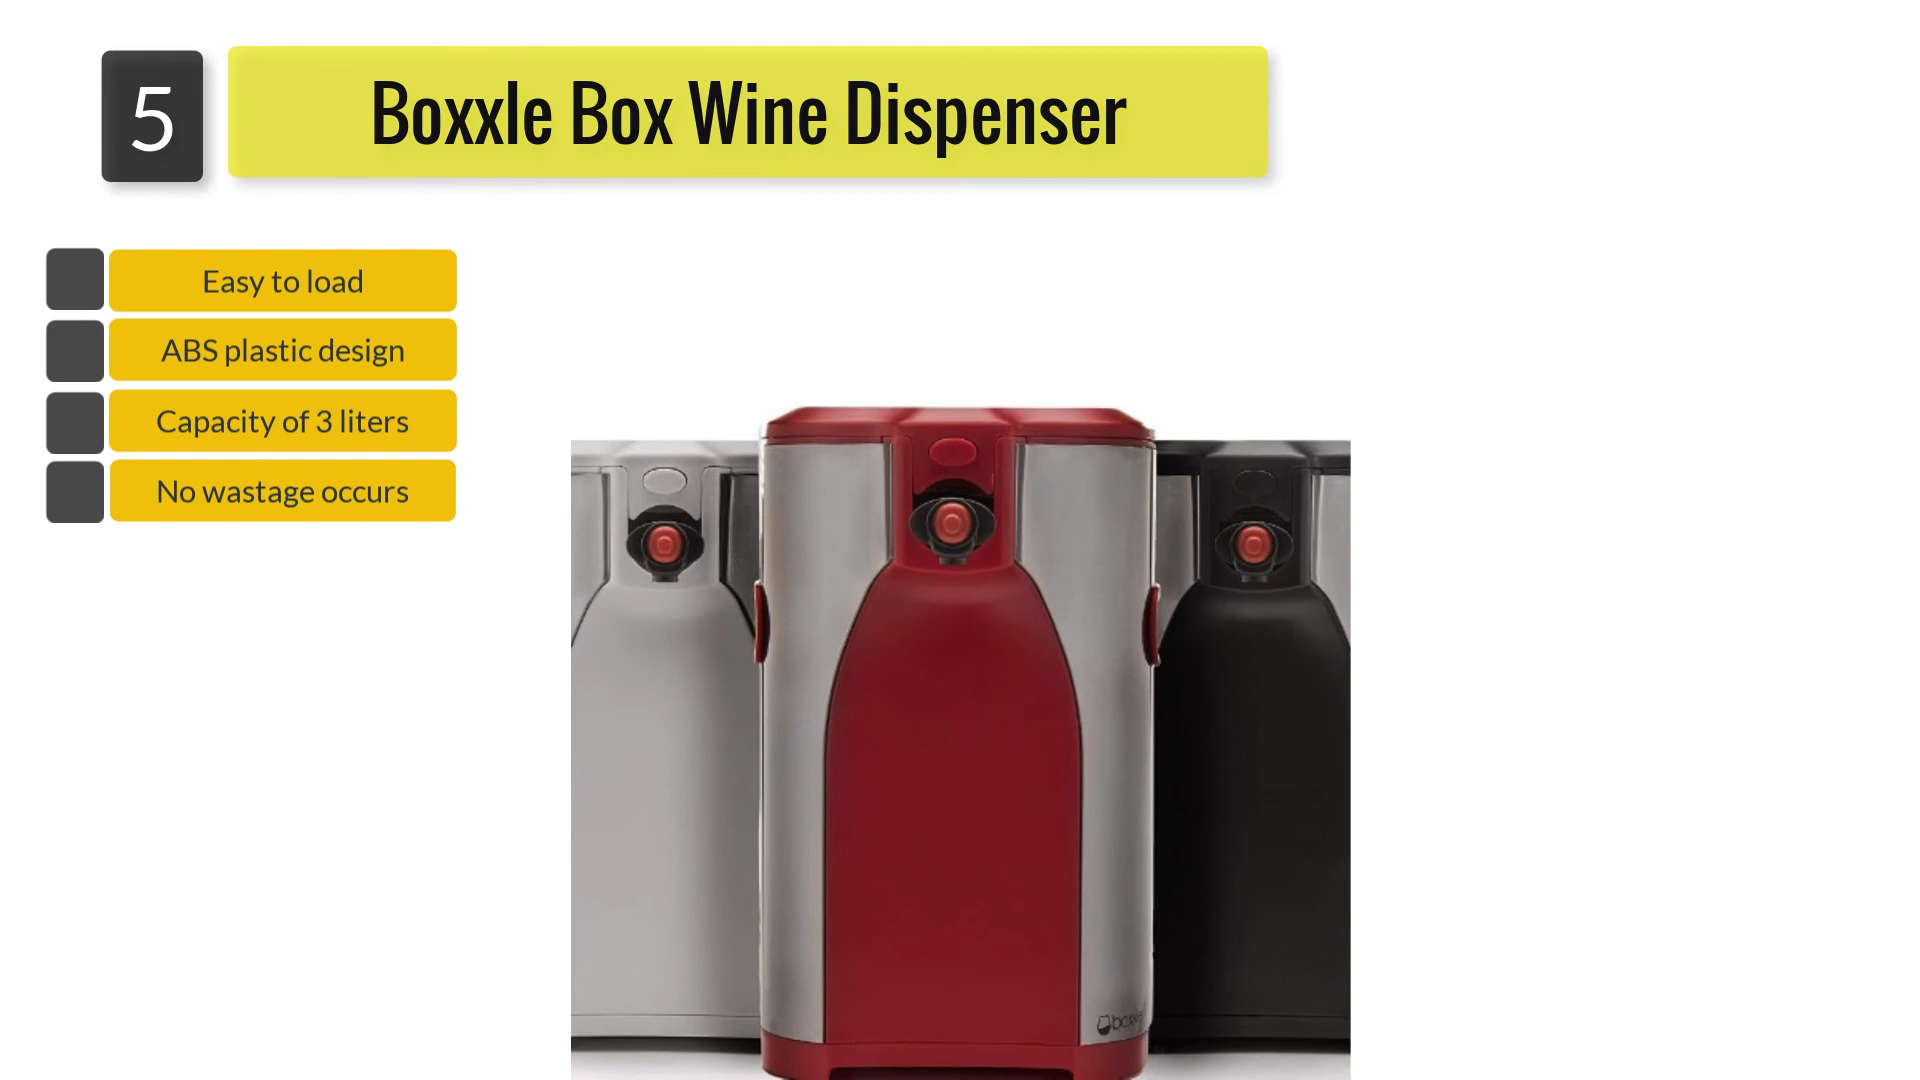 5
Boxxle Box Wine Dispenser
Easy to load
ABS plastic design
Capacity of 3 liters
No wastage occurs